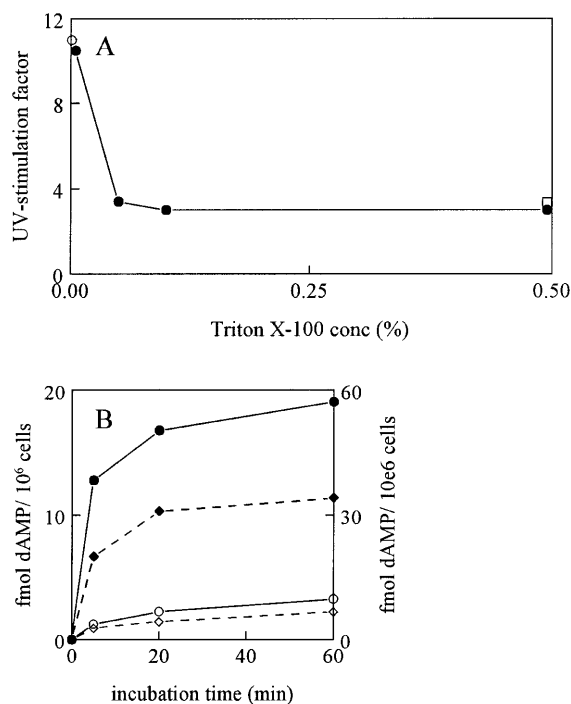 12
A
8
4
0
UV-stimulation factor
0.00
0.25
0.50
Triton X-100 conc (%)
20
B
60
10
30
0
0
fmol dAMP/ 10⁶ cells
fmol dAMP/ 10e6 cells
0
20
40
60
incubation time (min)